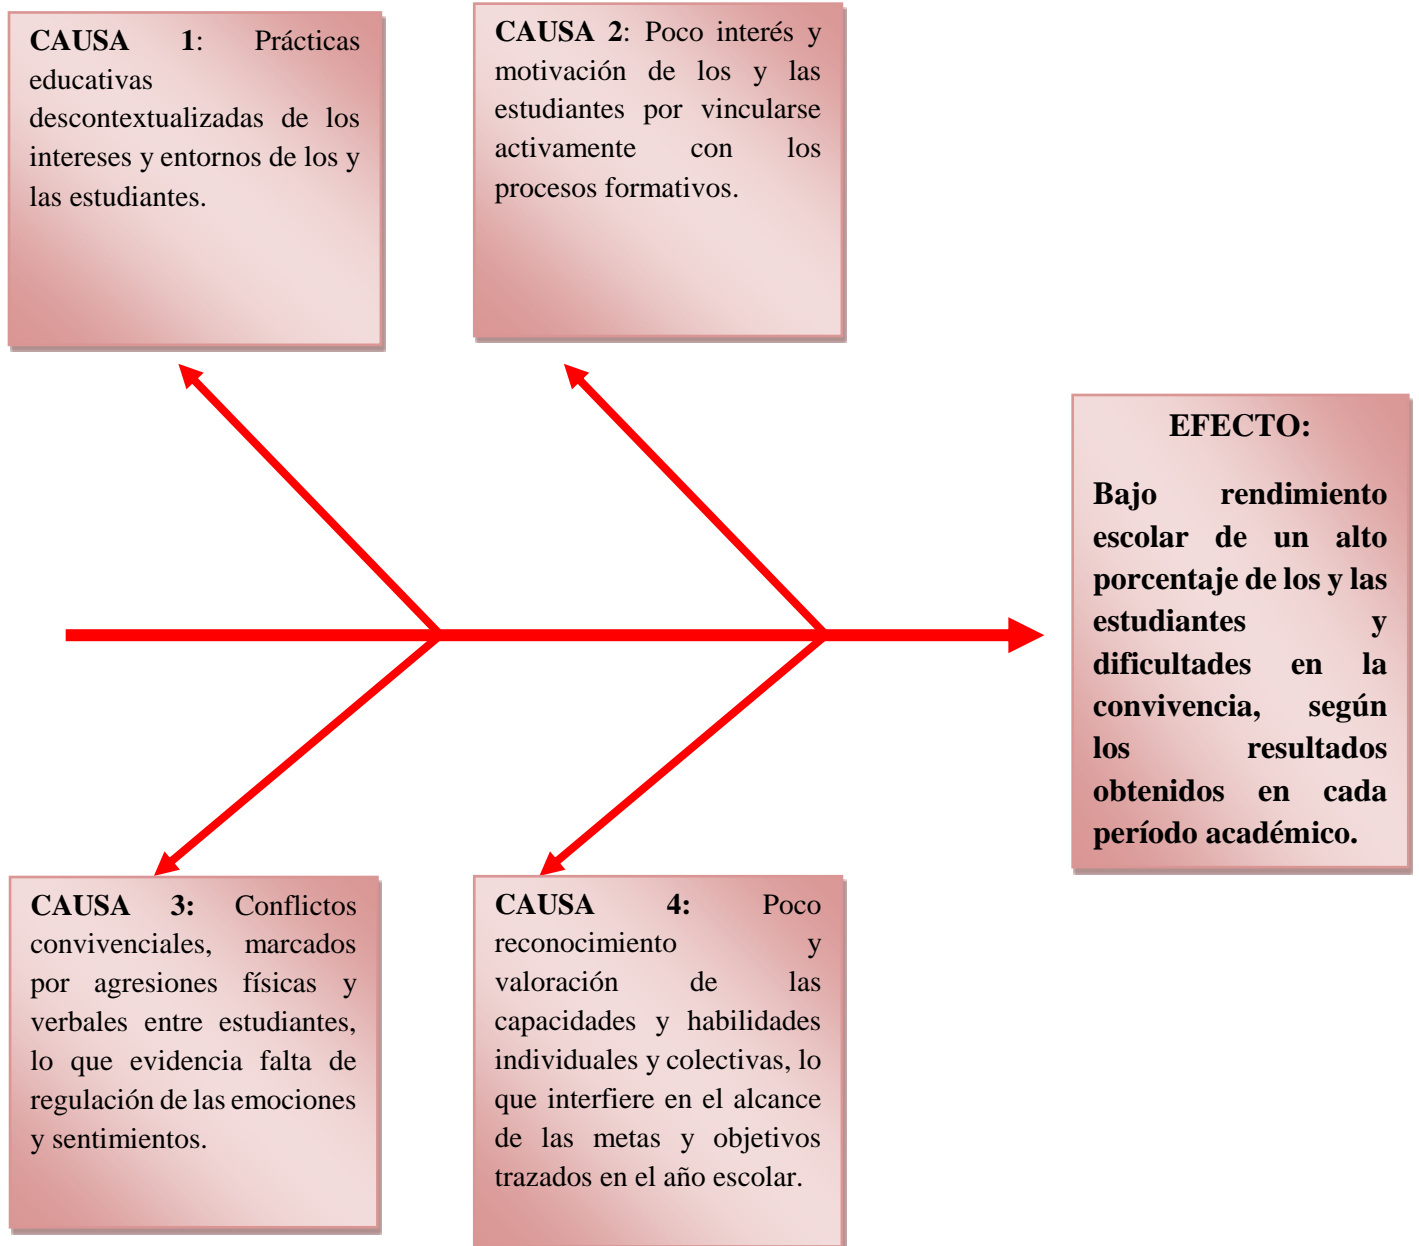 CAUSA 1: Prácticas
educativas
descontextualizadas de los
intereses y entornos de los y
las estudiantes.
CAUSA 2: Poco interés y
motivación de los y las
estudiantes por vincularse
activamente con los
procesos formativos.
EFECTO:
Bajo rendimiento
escolar de un alto
porcentaje de los y las
estudiantes y
dificultades en la
convivencia, según
los resultados
obtenidos en cada
período académico.
CAUSA 3: Conflictos
convivenciales, marcados
por agresiones físicas y
verbales entre estudiantes,
lo que evidencia falta de
regulación de las emociones
y sentimientos.
CAUSA 4: Poco
reconocimiento y
valoración de las
capacidades y habilidades
individuales y colectivas, lo
que interfiere en el alcance
de las metas y objetivos
trazados en el año escolar.